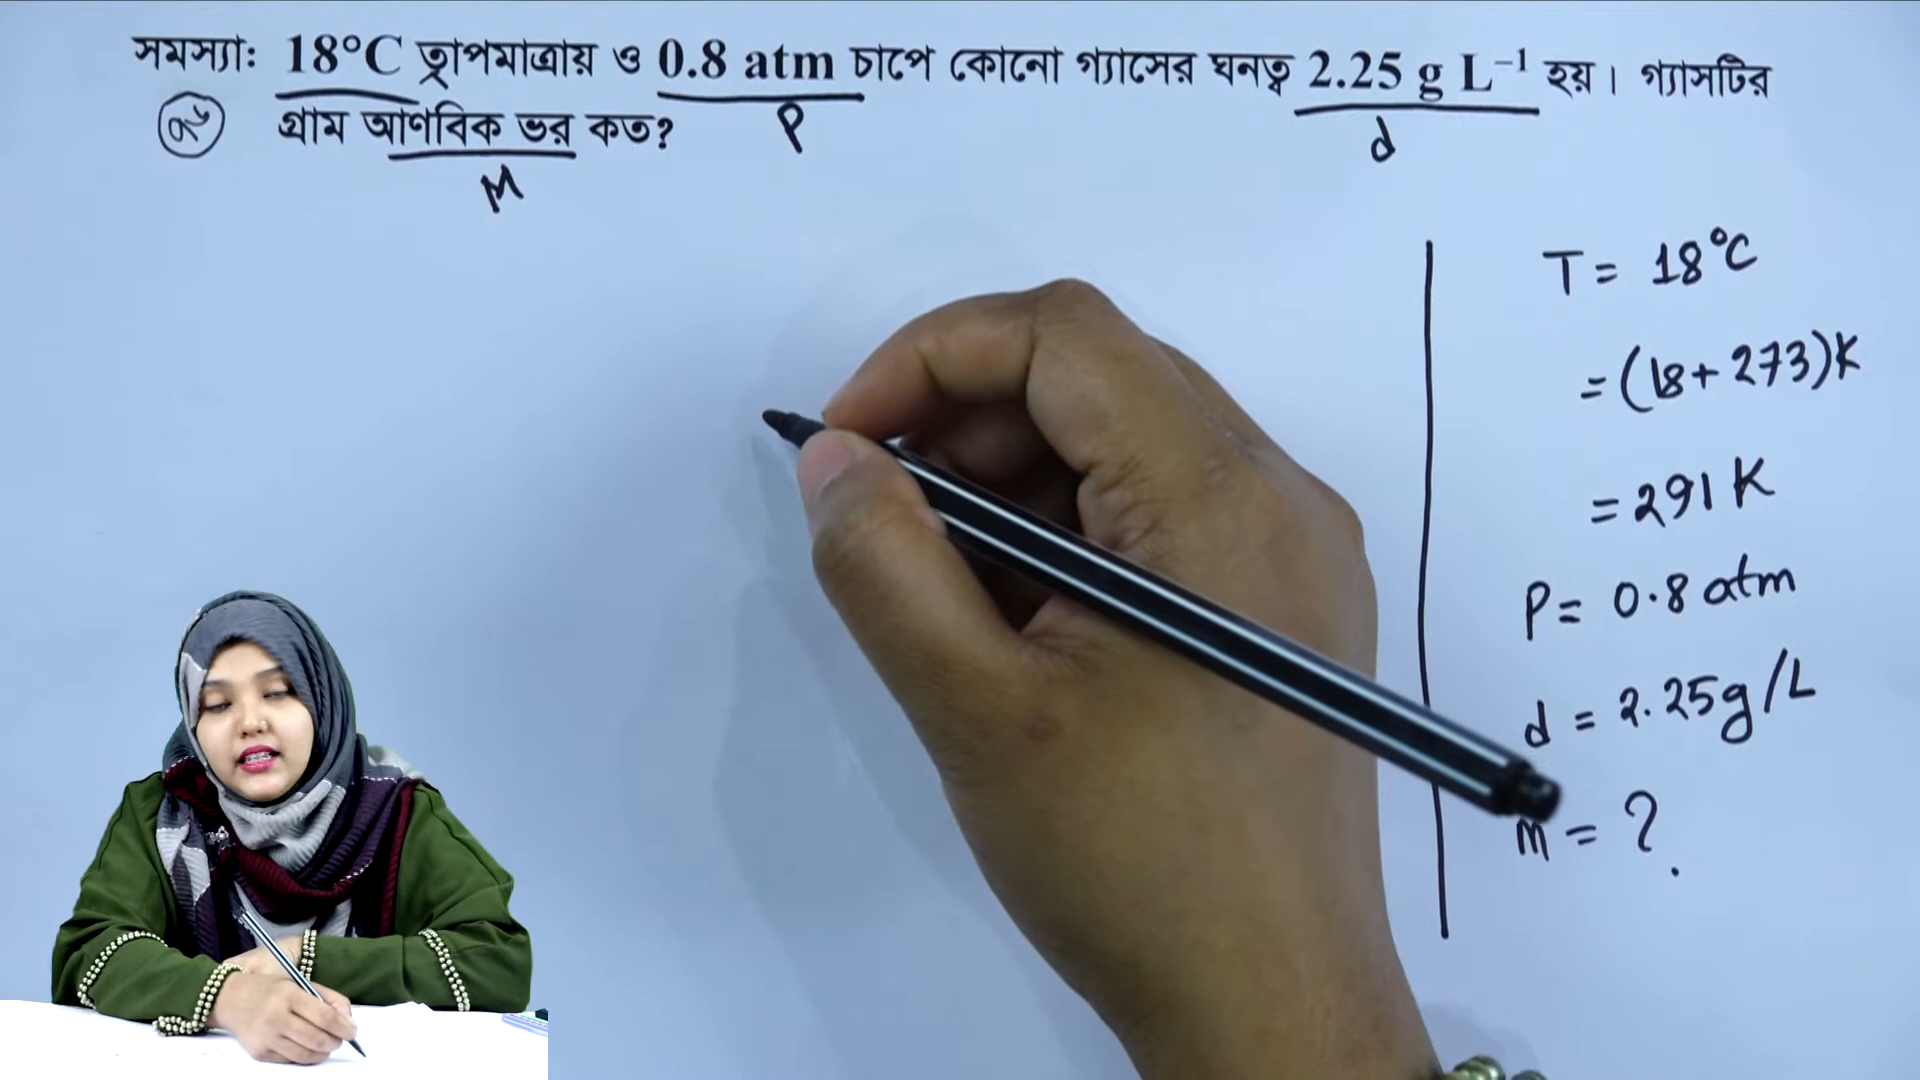 সমস্যাঃ 18°C তাপমাত্রায় ও 0.8 atm চাপে কোনো গ্যাসের ঘনত্ব 2.25 g L⁻¹ হয়। গ্যাসটির
গ্রাম আণবিক ভর কত?
P
d
M
T = 18°C
= (18 + 273)K
= 291 K
P = 0.8 atm
d = 2.25g/L
M = ?